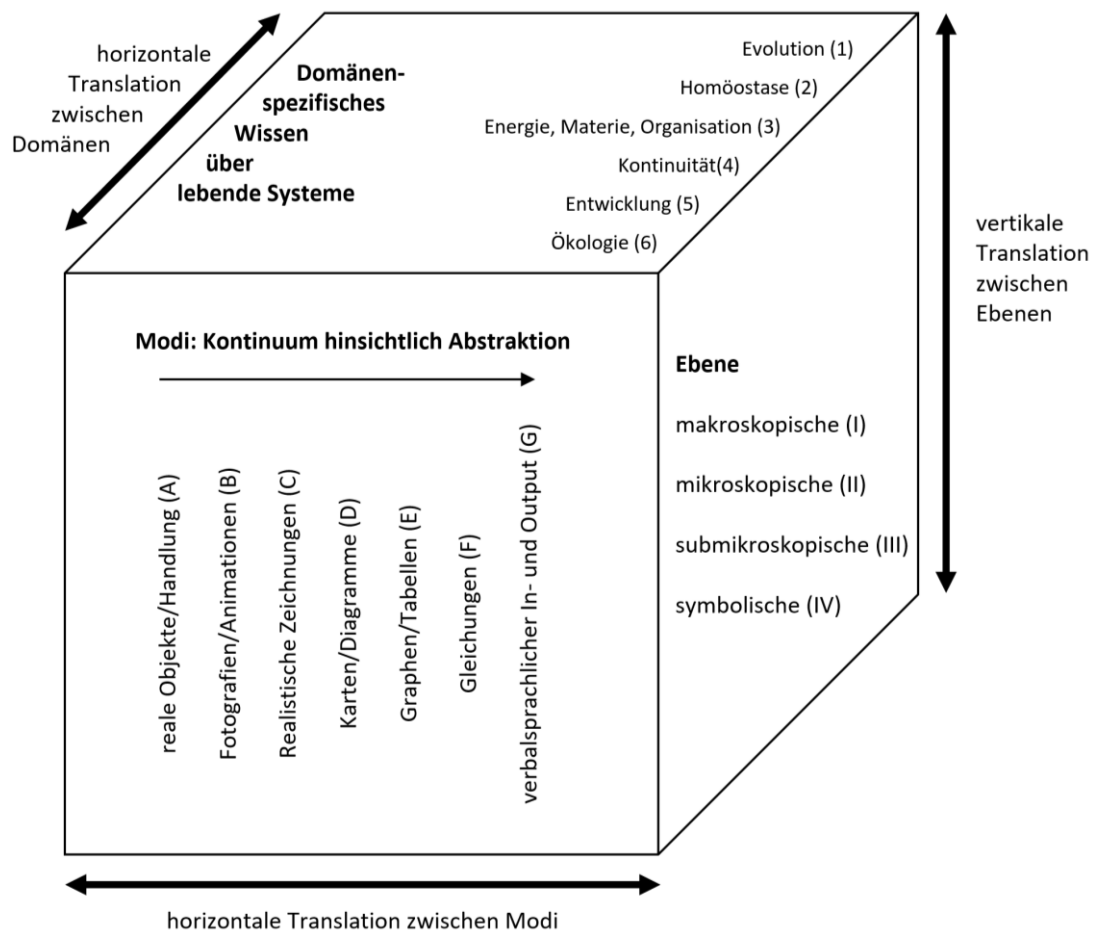 horizontale
Translation
zwischen
Domänen
Domänen-
spezifisches
Wissen
über
lebende Systeme
Evolution (1)
Homöostase (2)
Energie, Materie, Organisation (3)
Kontinuität(4)
Entwicklung (5)
Ökologie (6)
vertikale
Translation
zwischen
Ebenen
Modi: Kontinuum hinsichtlich Abstraktion
reale Objekte/Handlung (A)
Fotografien/Animationen (B)
Realistische Zeichnungen (C)
Karten/Diagramme (D)
Graphen/Tabellen (E)
Gleichungen (F)
verbalsprachlicher In- und Output (G)
Ebene
makroskopische (I)
mikroskopische (II)
submikroskopische (III)
symbolische (IV)
horizontale Translation zwischen Modi